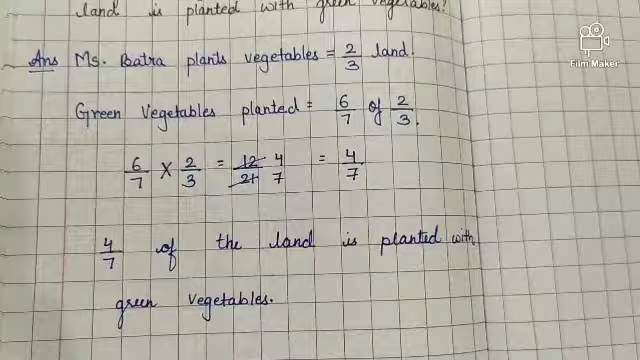 land is planted with green vegetables?
Ans Ms. Batra plants vegetables = 2/3 land.
Film Maker
Green Vegetables planted = 6/7 of 2/3.
6/7 x 2/3 = 12/21 4/7 = 4/7
4/7 of the land is planted with
green vegetables.